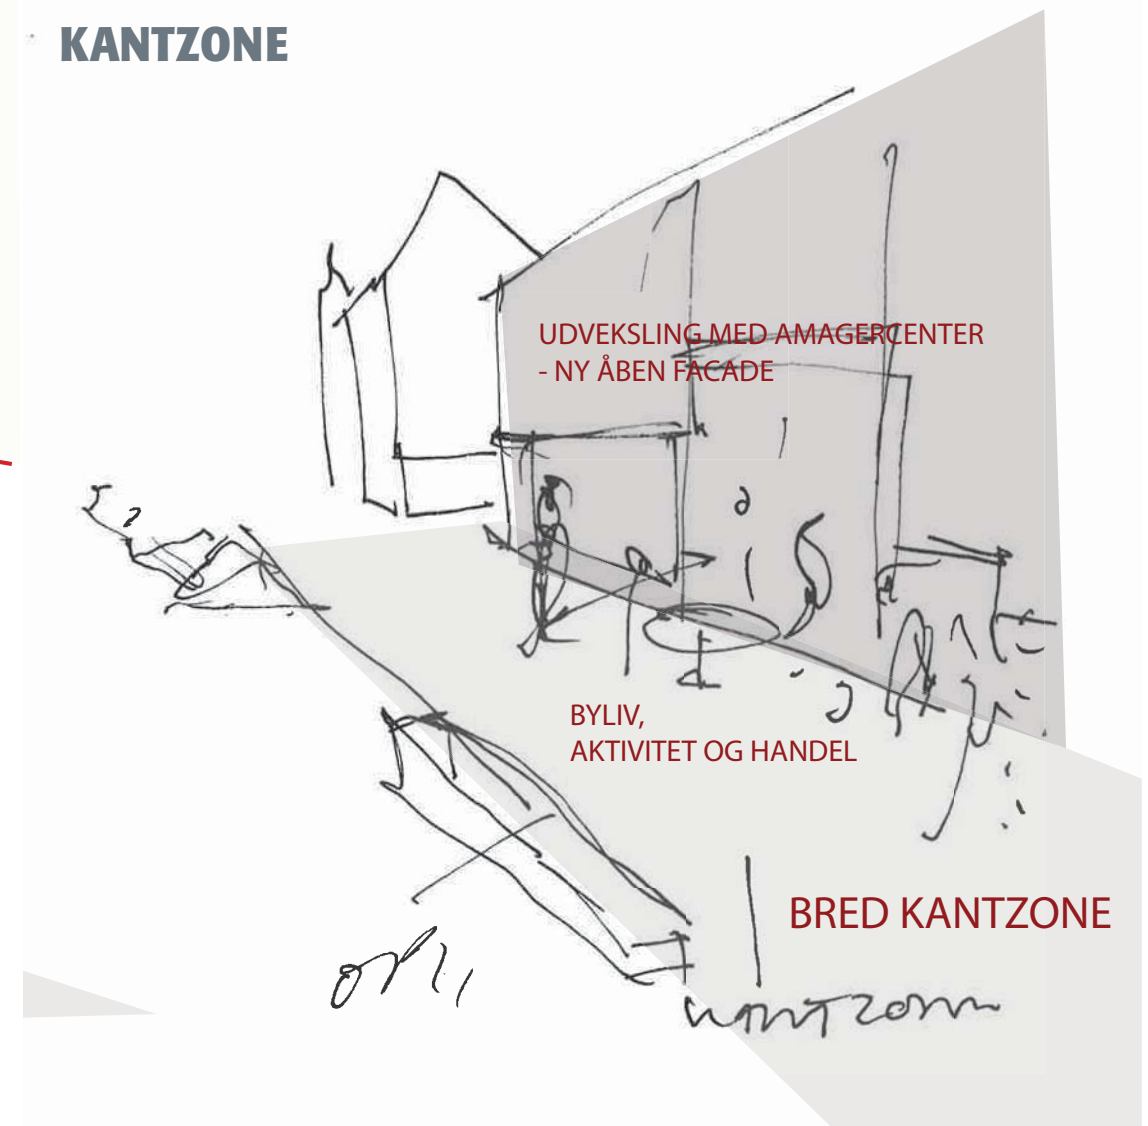 KANTZONE
UDVEKSLING MED AMAGERCENTER
- NY ÅBEN FACADE
BYLIV,
AKTIVITET OG HANDEL
BRED KANTZONE